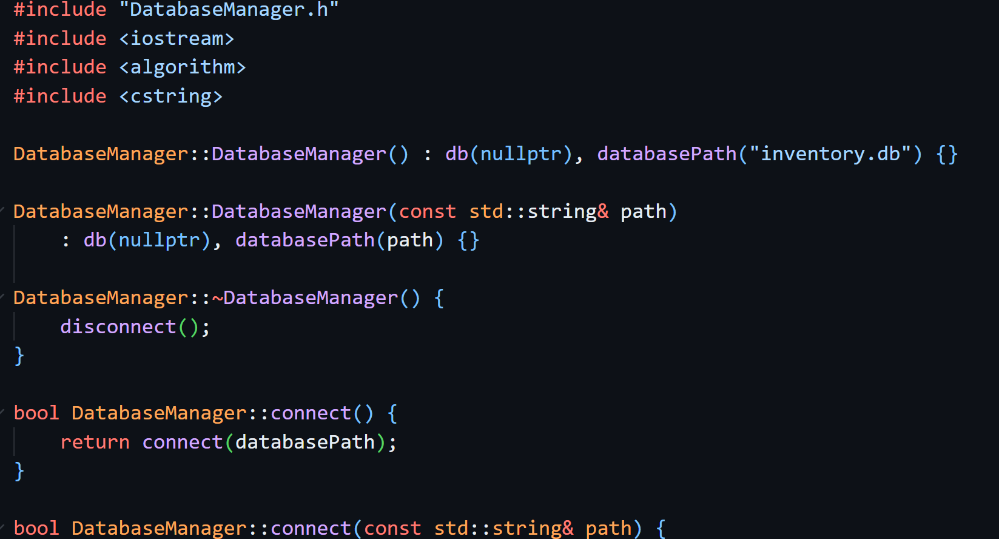 #include "DatabaseManager.h"
#include <iostream>
#include <algorithm>
#include <cstring>
DatabaseManager::DatabaseManager() : db(nullptr), databasePath("inventory.db") {}
DatabaseManager::DatabaseManager(const std::string& path)
    : db(nullptr), databasePath(path) {}
DatabaseManager::~DatabaseManager() {
    disconnect();
}
bool DatabaseManager::connect() {
    return connect(databasePath);
}
bool DatabaseManager::connect(const std::string& path) {